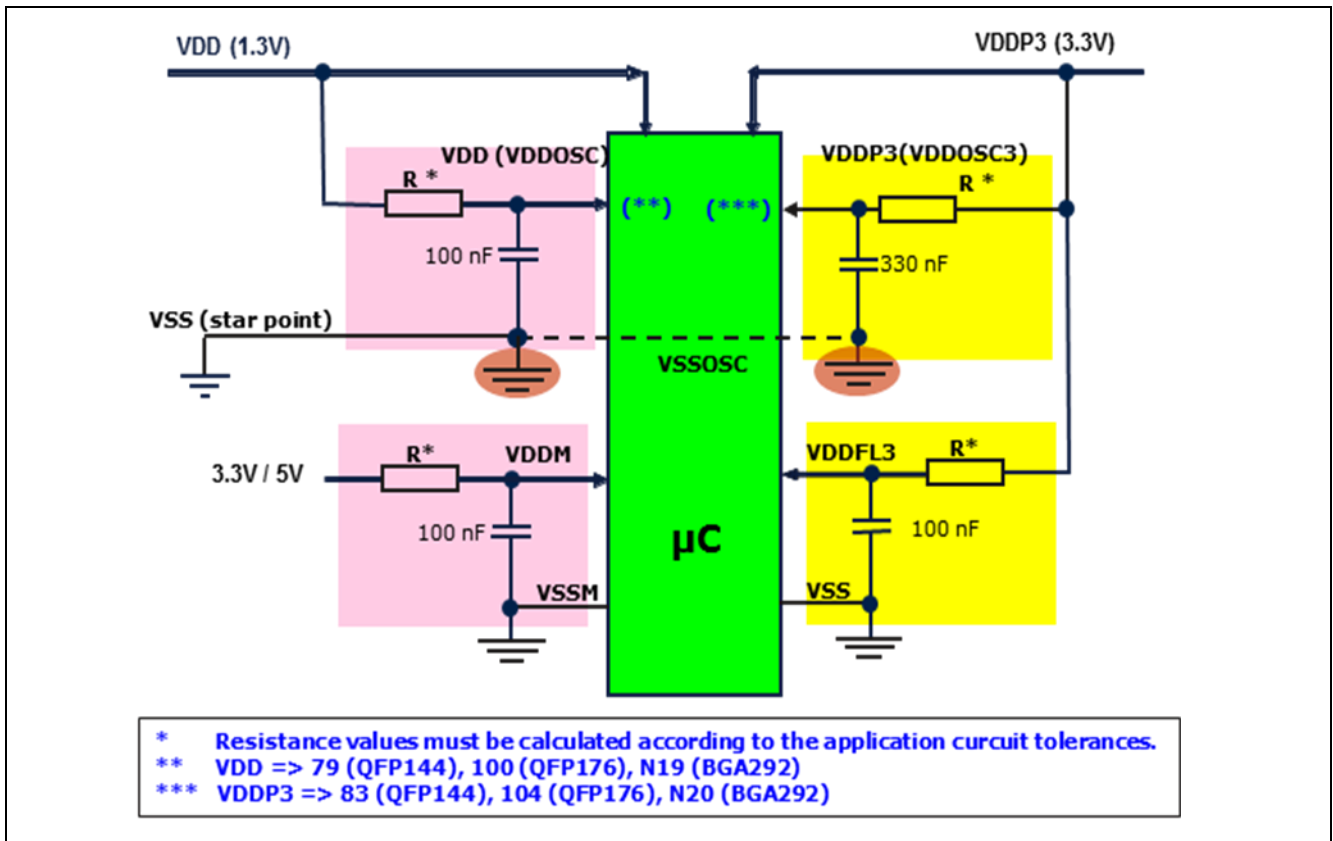 VDD (1.3V)
VDDP3 (3.3V)
VDD (VDDOSC)
VDDP3(VDDOSC3)
R *
R *
(**)
(***)
100 nF
330 nF
VSS (star point)
VSSOSC
R*
VDDM
VDDFL3
R*
3.3V / 5V
100 nF
100 nF
µC
VSSM
VSS
* Resistance values must be calculated according to the application curcuit tolerances.
** VDD => 79 (QFP144), 100 (QFP176), N19 (BGA292)
*** VDDP3 => 83 (QFP144), 104 (QFP176), N20 (BGA292)